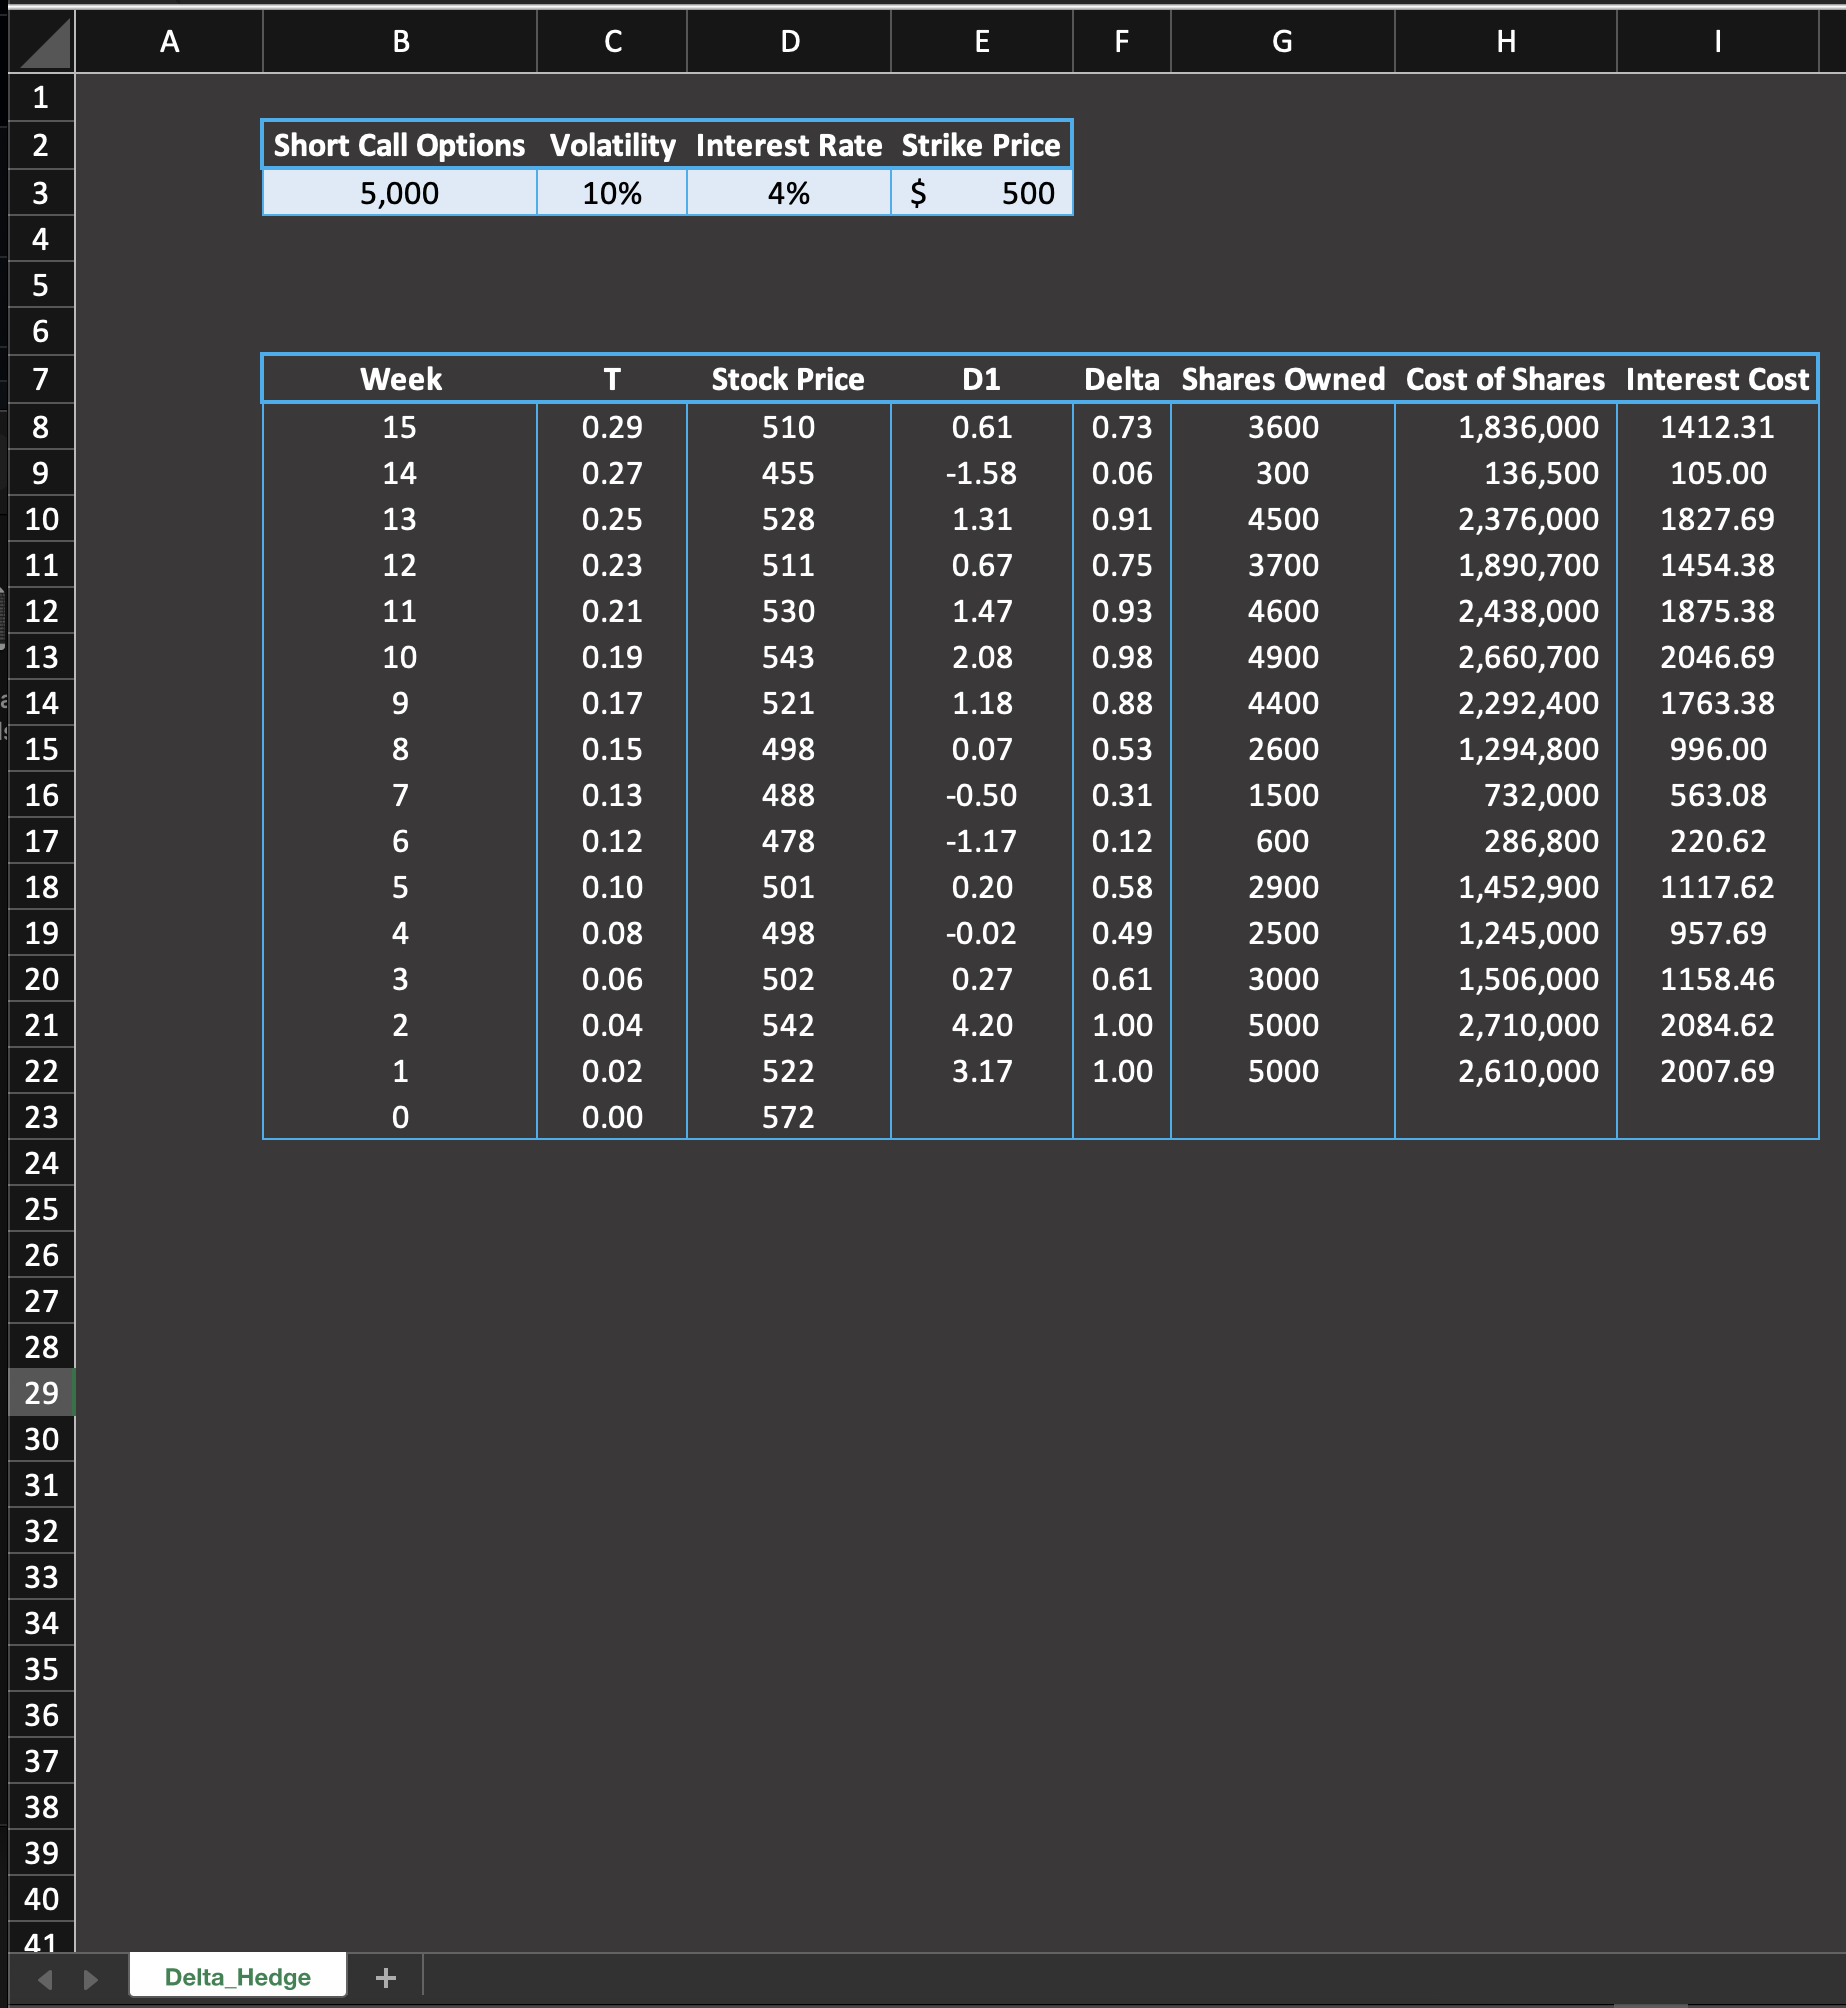 A B C D E F G H I
1
2 Short Call Options Volatility Interest Rate Strike Price
3 5,000 10% 4% $ 500
4
5
6
7 Week T Stock Price D1 Delta Shares Owned Cost of Shares Interest Cost
8 15 0.29 510 0.61 0.73 3600 1,836,000 1412.31
9 14 0.27 455 -1.58 0.06 300 136,500 105.00
10 13 0.25 528 1.31 0.91 4500 2,376,000 1827.69
11 12 0.23 511 0.67 0.75 3700 1,890,700 1454.38
12 11 0.21 530 1.47 0.93 4600 2,438,000 1875.38
13 10 0.19 543 2.08 0.98 4900 2,660,700 2046.69
14 9 0.17 521 1.18 0.88 4400 2,292,400 1763.38
15 8 0.15 498 0.07 0.53 2600 1,294,800 996.00
16 7 0.13 488 -0.50 0.31 1500 732,000 563.08
17 6 0.12 478 -1.17 0.12 600 286,800 220.62
18 5 0.10 501 0.20 0.58 2900 1,452,900 1117.62
19 4 0.08 498 -0.02 0.49 2500 1,245,000 957.69
20 3 0.06 502 0.27 0.61 3000 1,506,000 1158.46
21 2 0.04 542 4.20 1.00 5000 2,710,000 2084.62
22 1 0.02 522 3.17 1.00 5000 2,610,000 2007.69
23 0 0.00 572
24
25
26
27
28
29
30
31
32
33
34
35
36
37
38
39
40
41
Delta_Hedge +